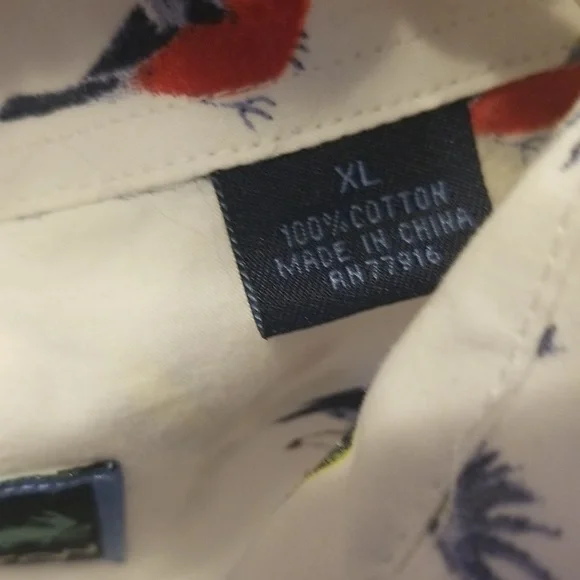 XL
100% COTTON
MADE IN CHINA
RN77916